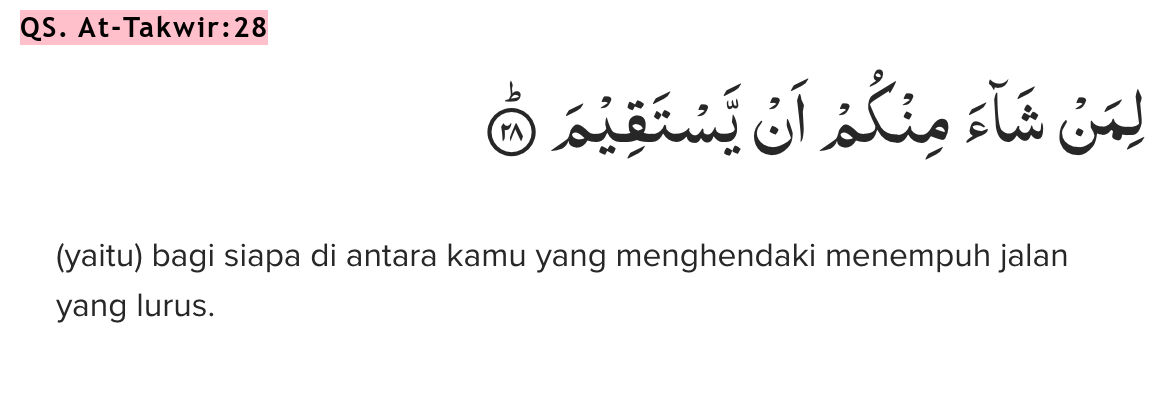 QS. At-Takwir:28
لِمَنْ شَاۤءَ مِنْكُمْ اَنْ يَّسْتَقِيْمَۗ ٢٨
(yaitu) bagi siapa di antara kamu yang menghendaki menempuh jalan
yang lurus.